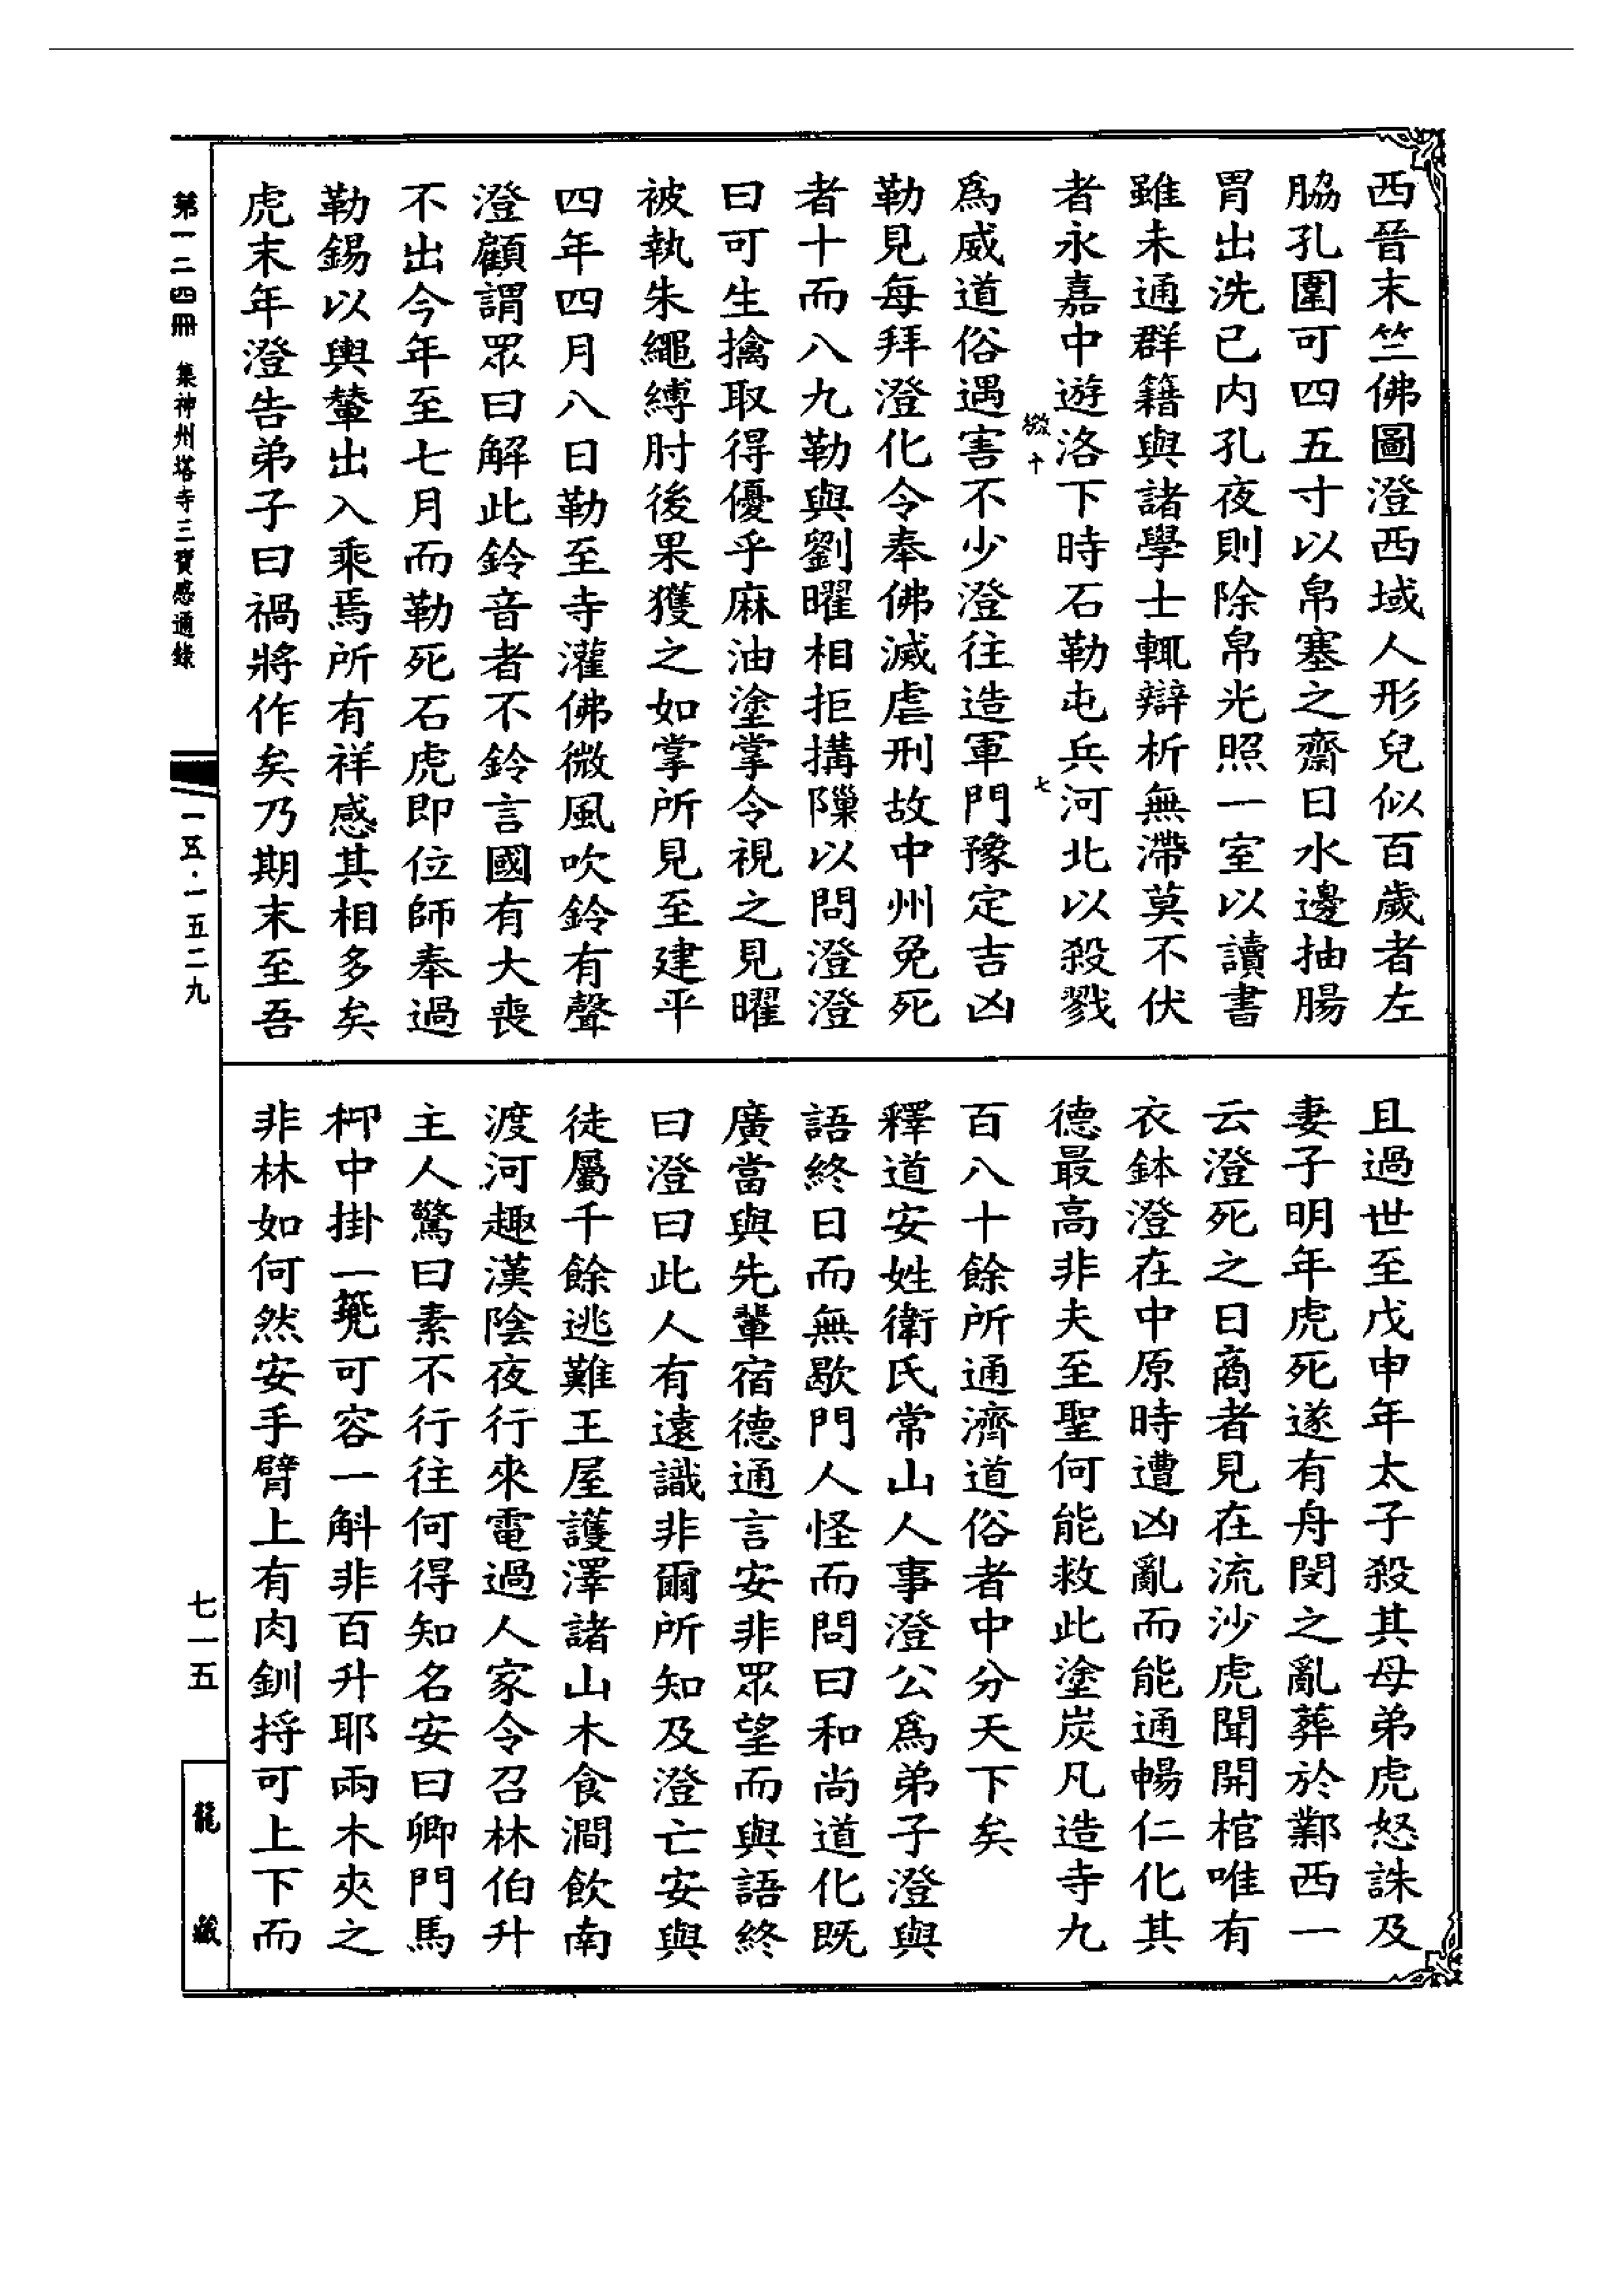 西晉末竺佛圖澄西域人形皃似百歲者左
脇孔圍可四五寸以帛塞之齋日水邊抽腸
胃出洗已內孔夜則除帛光照一室以讀書
雖未通群籍與諸學士輒辯析無滯莫不伏
者永嘉中遊洛下時石勒屯兵河北以殺戮
十 七
爲威道俗遇害不少澄往造軍門豫定吉凶
勒見每拜澄化令奉佛滅虐刑故中州免死
者十而八九勒與劉曜相拒搆隟以問澄澄
曰可生擒取得優乎麻油塗掌令視之見曜
被執朱繩縛肘後果獲之如掌所見至建平
四年四月八日勒至寺灌佛微風吹鈴有聲
澄顧謂眾曰解此鈴音者不鈴言國有大喪
不出今年至七月而勒死石虎即位師奉過
勒錫以輿輦出入乘焉所有祥感其相多矣
虎末年澄告弟子曰禍將作矣乃期末至吾
且過世至戊申年太子殺其母弟虎怒誅及
妻子明年虎死遂有舟閔之亂葬於鄴西一
云澄死之日商者見在流沙虎聞開棺唯有
衣鉢澄在中原時遭凶亂而能通暢仁化其
德最高非夫至聖何能救此塗炭凡造寺九
百八十餘所通濟道俗者中分天下矣
釋道安姓衛氏常山人事澄公爲弟子澄與
語終日而無歇門人怪而問曰和尚道化既
廣當與先輩宿德通言安非眾望而與語終
曰澄曰此人有遠識非爾所知及澄亡安與
徒屬千餘逃難王屋護澤諸山木食澗飲南
渡河趣漢陰夜行來電過人家令召林伯升
主人驚曰素不行往何得知名安曰卿門馬
枊中掛一㲃可容一斛非百升耶兩木夾之
非林如何然安手臂上有肉釧捋可上下而
第一二四冊 集神州塔寺三寶感通錄
一五·一五二九
七一五
龍藏